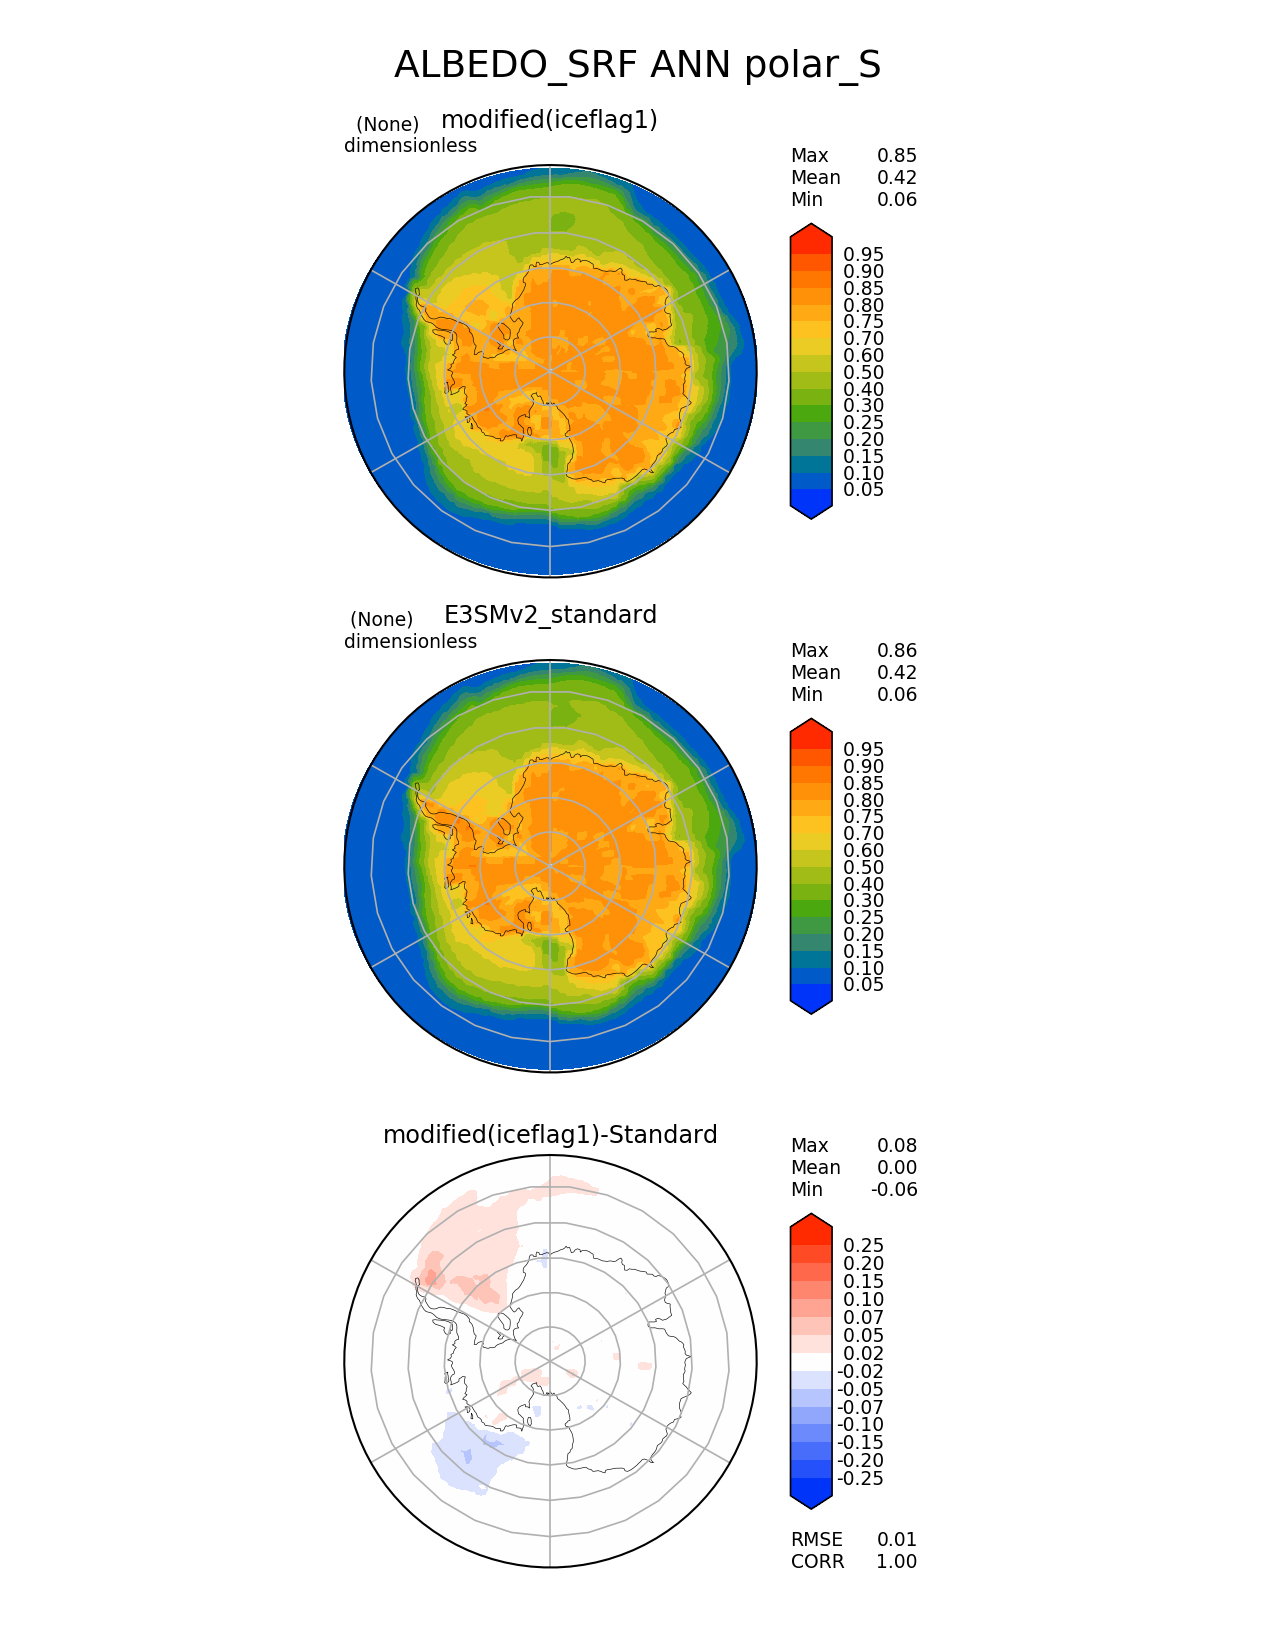 ALBEDO_SRF ANN polar_S
(None) modified(iceflag1)
dimensionless
Max 0.85
Mean 0.42
Min 0.06
0.95
0.90
0.85
0.80
0.75
0.70
0.60
0.50
0.40
0.30
0.25
0.20
0.15
0.10
0.05
(None) E3SMv2_standard
dimensionless
Max 0.86
Mean 0.42
Min 0.06
0.95
0.90
0.85
0.80
0.75
0.70
0.60
0.50
0.40
0.30
0.25
0.20
0.15
0.10
0.05
modified(iceflag1)-Standard
Max 0.08
Mean 0.00
Min -0.06
0.25
0.20
0.15
0.10
0.07
0.05
0.02
-0.02
-0.05
-0.07
-0.10
-0.15
-0.20
-0.25
RMSE 0.01
CORR 1.00